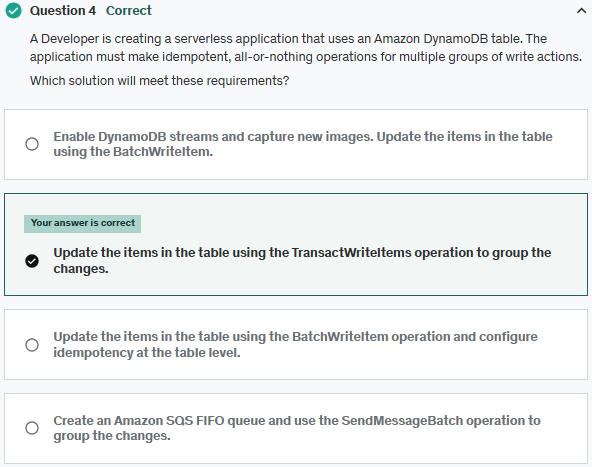 Question 4 Correct
A Developer is creating a serverless application that uses an Amazon DynamoDB table. The
application must make idempotent, all-or-nothing operations for multiple groups of write actions.
Which solution will meet these requirements?
Enable DynamoDB streams and capture new images. Update the items in the table
using the BatchWriteItem.
Your answer is correct
Update the items in the table using the TransactWriteItems operation to group the
changes.
Update the items in the table using the BatchWriteItem operation and configure
idempotency at the table level.
Create an Amazon SQS FIFO queue and use the SendMessageBatch operation to
group the changes.